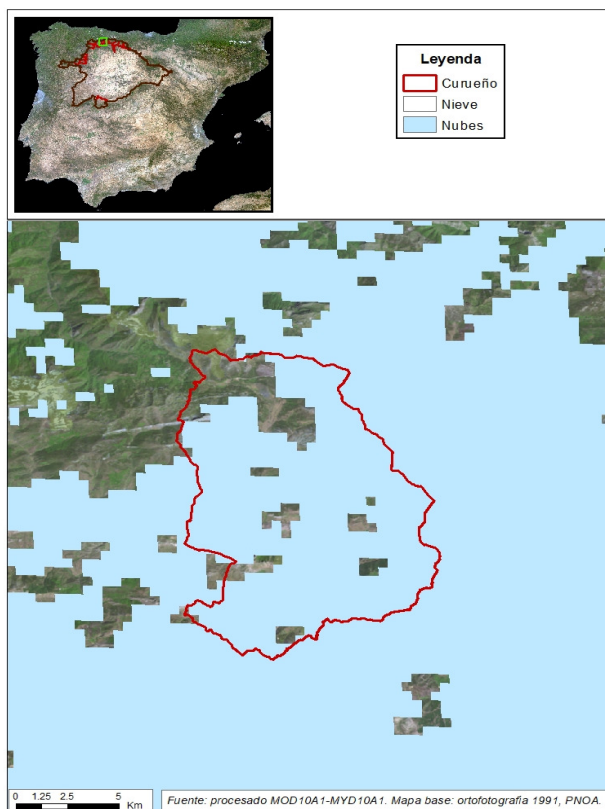 Leyenda
Curueño
Nieve
Nubes
0 1.25 2.5 5
Km
Fuente: procesado MOD10A1-MYD10A1. Mapa base: ortofotografia 1991, PNOA